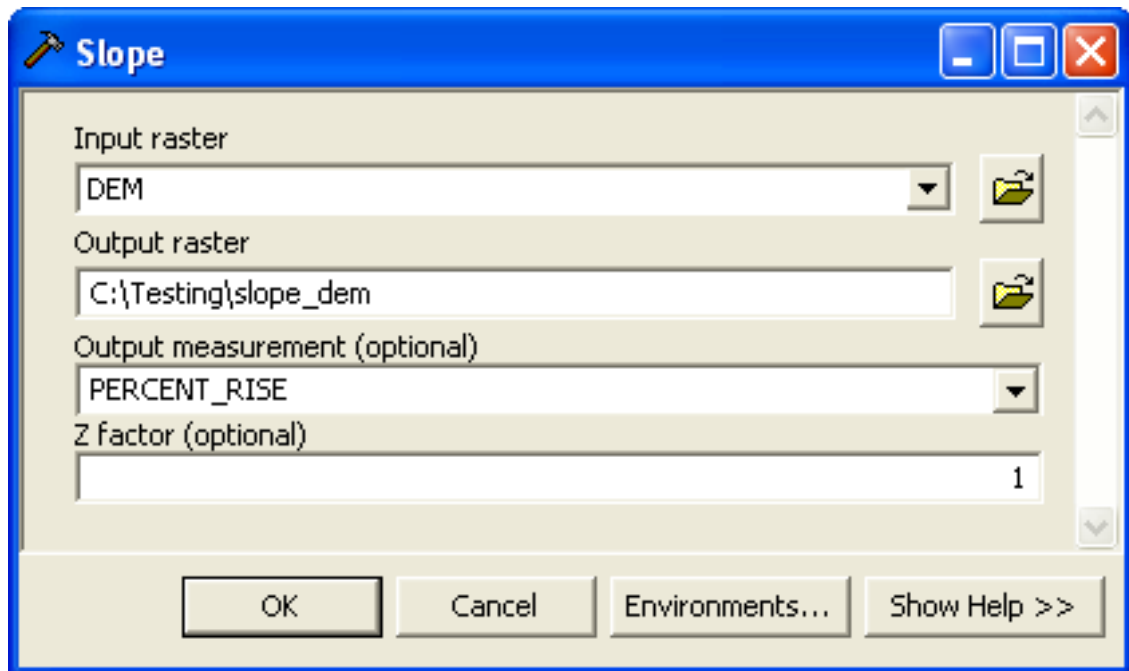 Slope
Input raster
DEM
Output raster
C:\Testing\slope_dem
Output measurement (optional)
PERCENT_RISE
Z factor (optional)
1
OK Cancel Environments... Show Help >>